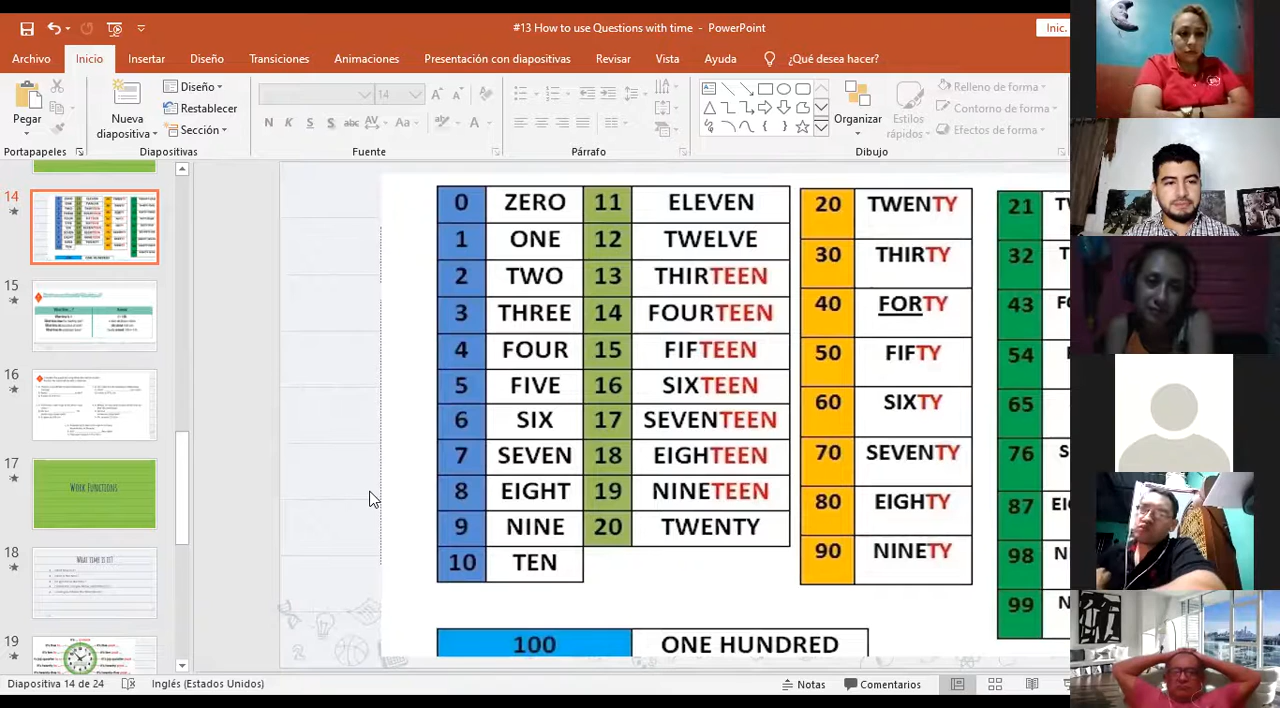 #13 How to use Questions with time - PowerPoint
Inic.
Archivo Inicio Insertar Diseño Transiciones Animaciones Presentación con diapositivas Revisar Vista Ayuda ¿Qué desea hacer?
Pegar
Nueva diapositiva
Diseño
Restablecer
Sección
14
N K S S abc AV Aa
Organizar
Estilos rápidos
Relleno de forma
Contorno de forma
Efectos de forma
Portapapeles Diapositivas Fuente Párrafo Dibujo
14
15
16
17
WORK FUNCTIONS
18
WHAT TIME IS IT?
19
0 ZERO 11 ELEVEN
1 ONE 12 TWELVE
2 TWO 13 THIRTEEN
3 THREE 14 FOURTEEN
4 FOUR 15 FIFTEEN
5 FIVE 16 SIXTEEN
6 SIX 17 SEVENTEEN
7 SEVEN 18 EIGHTEEN
8 EIGHT 19 NINETEEN
9 NINE 20 TWENTY
10 TEN
20 TWENTY
30 THIRTY
40 FORTY
50 FIFTY
60 SIXTY
70 SEVENTY
80 EIGHTY
90 NINETY
21
32
43
54
65
76
87
98
99
100 ONE HUNDRED
Diapositiva 14 de 24 Inglés (Estados Unidos) Notas Comentarios